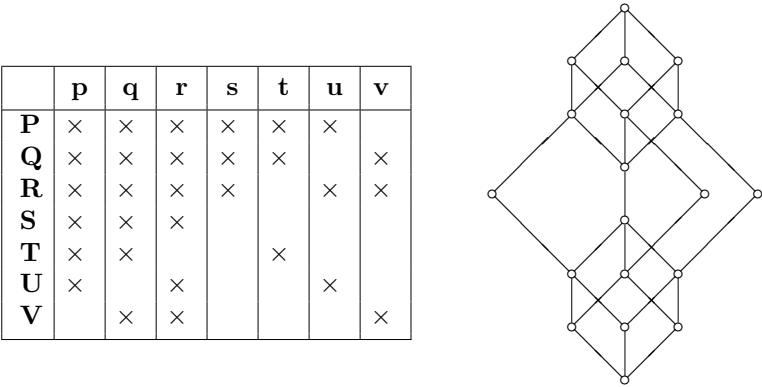 p q r s t u v
P × × × × × ×
Q × × × × × ×
R × × × × × ×
S × × ×
T × × ×
U × × ×
V × × ×